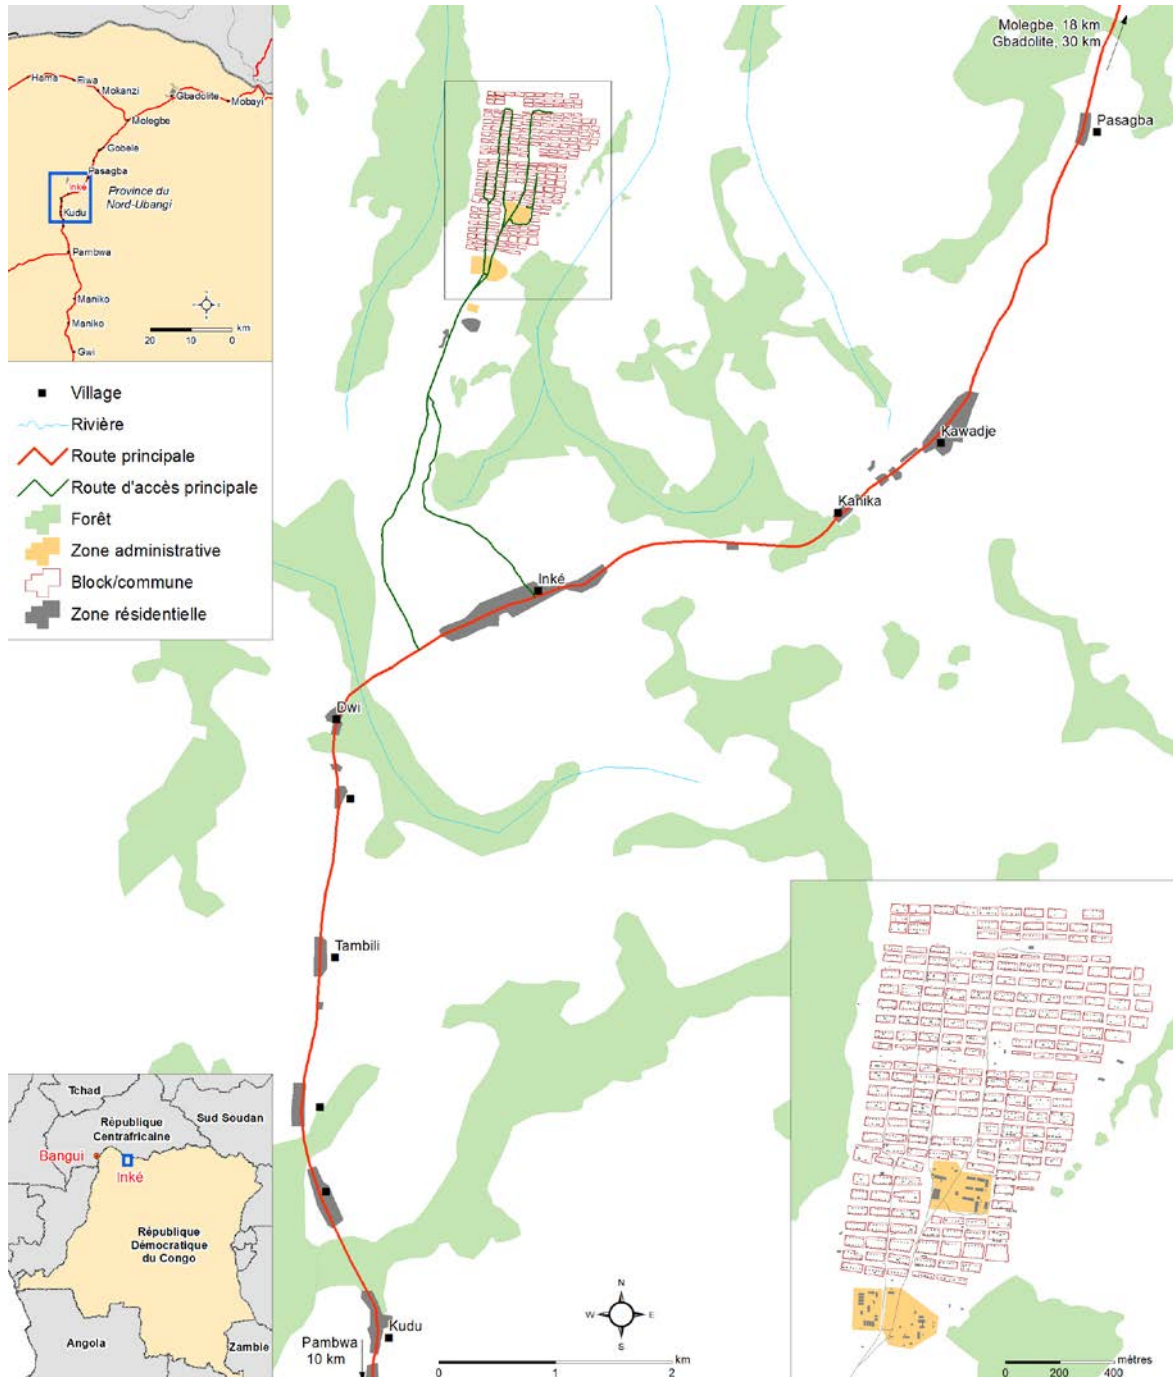 Molegbe, 18 km
Gbadolite, 30 km
Hama
Fiwa
Mokanzi
Gbadolite
Mobayi
Molegbe
Gobele
Pasagba
Inké
Province du
Nord-Ubangi
Kudu
Pambwa
Maniko
Maniko
Gwi
km
20 10 0
Pasagba
Village
Rivière
Route principale
Route d'accès principale
Forêt
Zone administrative
Block/commune
Zone résidentielle
Kawadje
Kanika
Inké
Dwi
Tambili
Tchad
République
Centrafricaine
Sud Soudan
Bangui
Inké
République
Démocratique
du Congo
Angola
Zambie
Kudu
Pambwa
10 km
N
W E
S
km
0 1 2
mètres
0 200 400